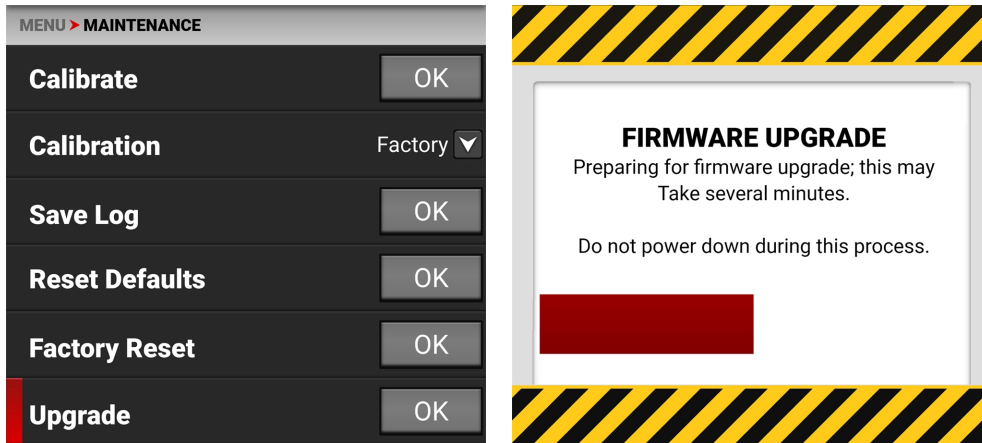 MENU > MAINTENANCE
Calibrate OK
Calibration Factory
Save Log OK
Reset Defaults OK
Factory Reset OK
Upgrade OK
FIRMWARE UPGRADE
Preparing for firmware upgrade; this may
Take several minutes.
Do not power down during this process.